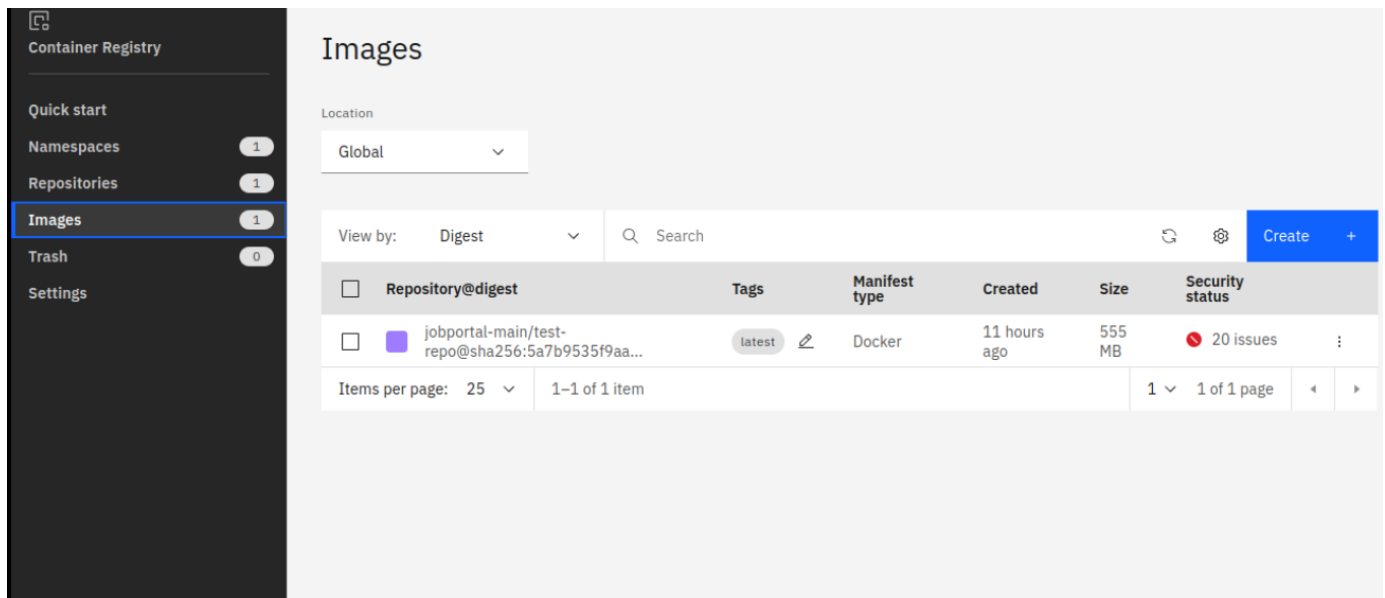 Container Registry
Quick start
Namespaces 1
Repositories 1
Images 1
Trash 0
Settings
Images
Location
Global
View by: Digest Search Create +
Repository@digest Tags Manifest type Created Size Security status
jobportal-main/test-
repo@sha256:5a7b9535f9aa...
latest
Docker
11 hours
ago
555
MB
20 issues
Items per page: 25 1–1 of 1 item 1 1 of 1 page